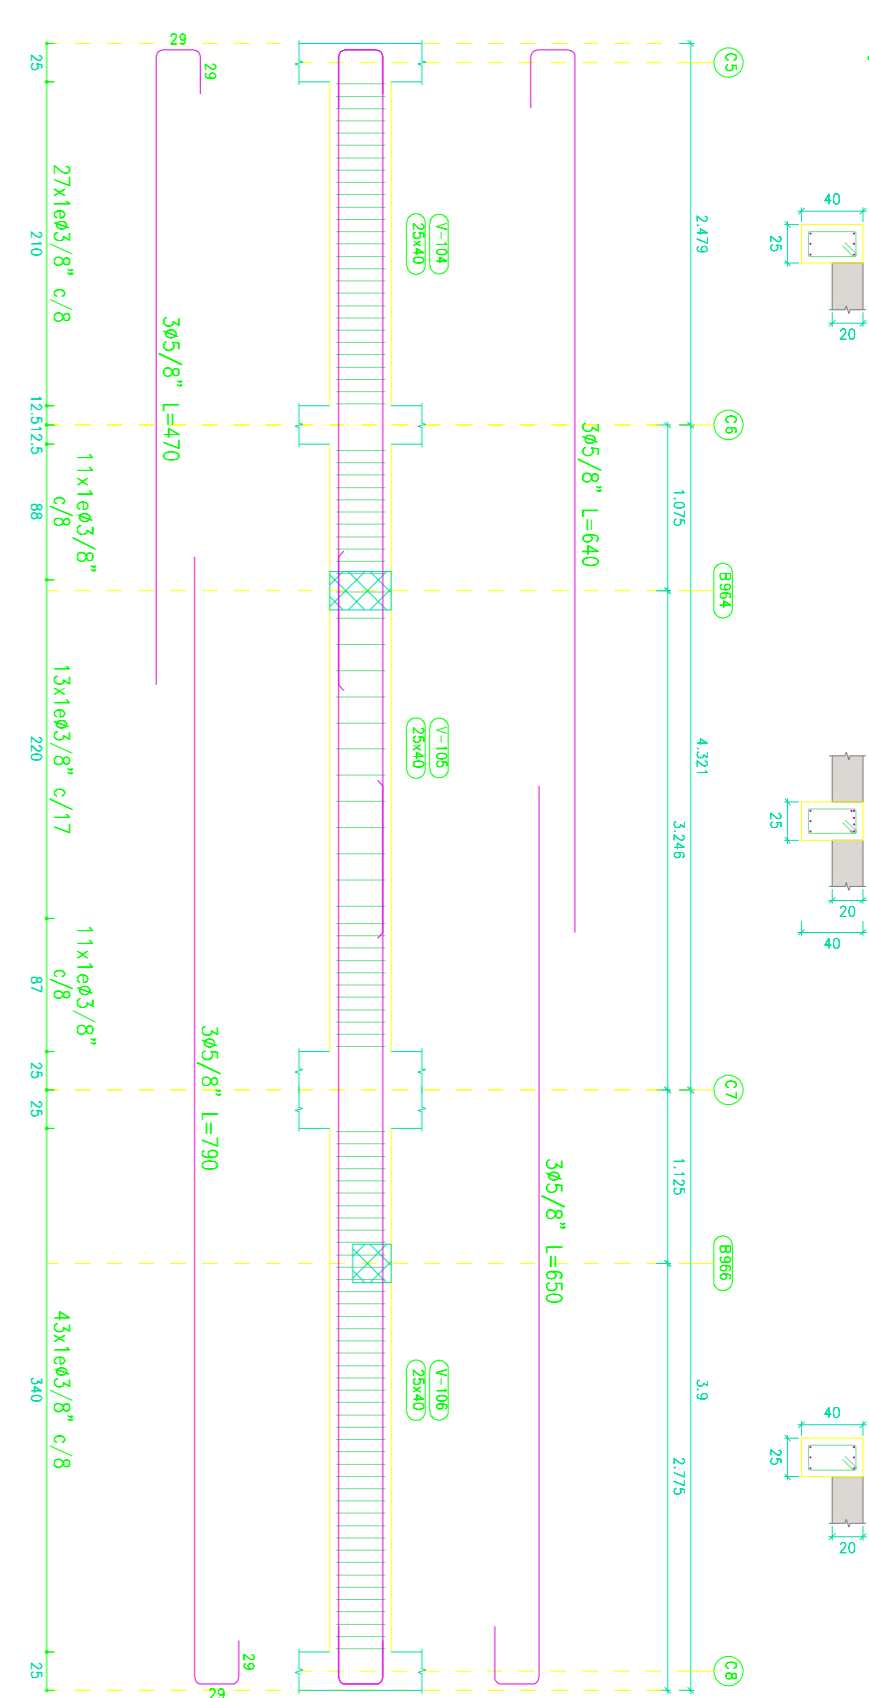 40
25
20
25
20
40
40
25
20
C5
C6
B964
C7
B966
C8
2.479
4.321
3.9
1.075
3.246
1.125
2.775
3ø5/8" L=640
3ø5/8" L=650
V-104
25x40
V-105
25x40
V-106
25x40
29
29
3ø5/8" L=470
3ø5/8" L=790
29
29
27x1eø3/8" c/8
11x1eø3/8"
c/8
13x1eø3/8" c/17
11x1eø3/8"
c/8
43x1eø3/8" c/8
25
210
12.5
12.5
88
220
87
25
25
340
25